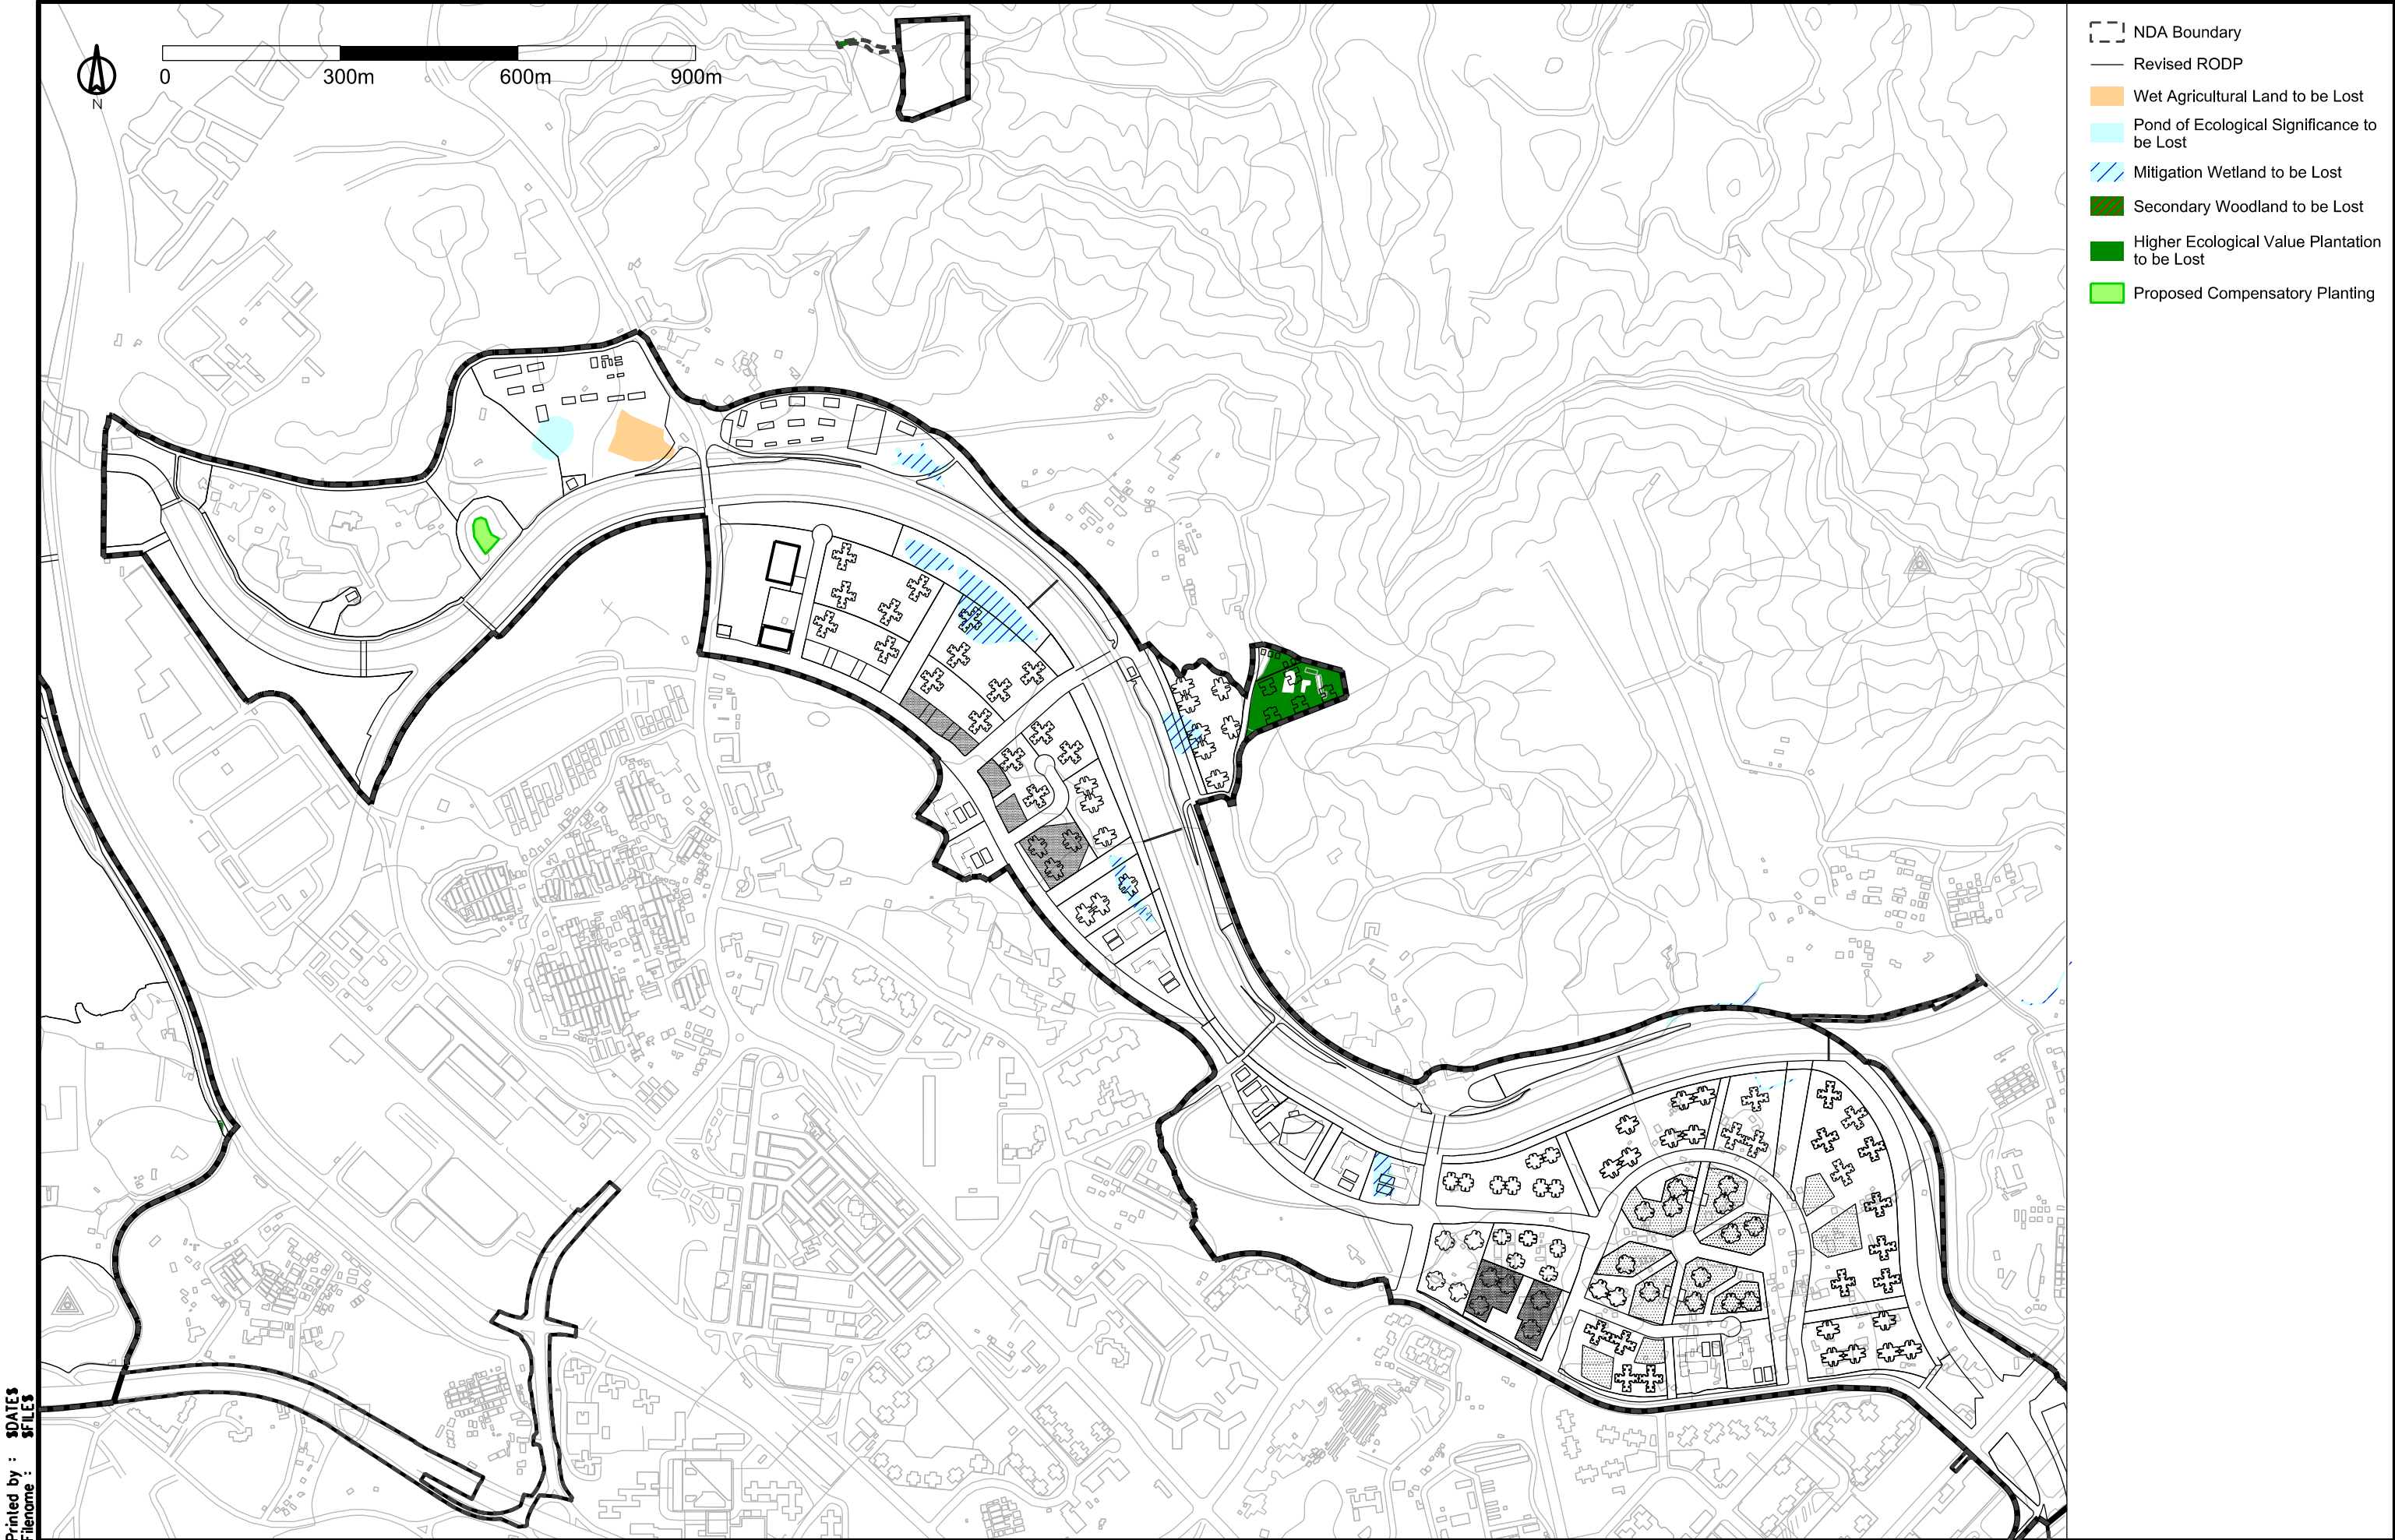 N
0 300m 600m 900m
NDA Boundary
Revised RODP
Wet Agricultural Land to be Lost
Pond of Ecological Significance to
be Lost
Mitigation Wetland to be Lost
Secondary Woodland to be Lost
Higher Ecological Value Plantation
to be Lost
Proposed Compensatory Planting
Printed by : $DATE$
Filename : $FILE$